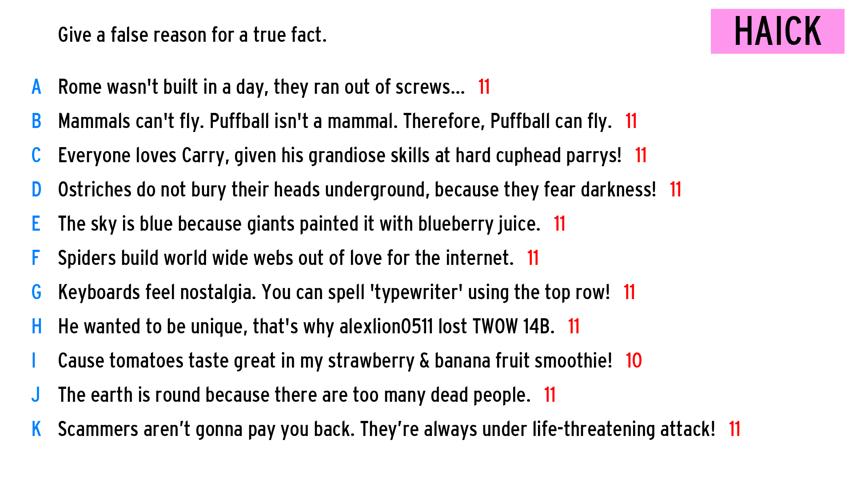 Give a false reason for a true fact.
HAICK
A Rome wasn't built in a day, they ran out of screws... 11
B Mammals can't fly. Puffball isn't a mammal. Therefore, Puffball can fly. 11
C Everyone loves Carry, given his grandiose skills at hard cuphead parrys! 11
D Ostriches do not bury their heads underground, because they fear darkness! 11
E The sky is blue because giants painted it with blueberry juice. 11
F Spiders build world wide webs out of love for the internet. 11
G Keyboards feel nostalgia. You can spell 'typewriter' using the top row! 11
H He wanted to be unique, that's why alexlion0511 lost TWOW 14B. 11
I Cause tomatoes taste great in my strawberry & banana fruit smoothie! 10
J The earth is round because there are too many dead people. 11
K Scammers aren’t gonna pay you back. They’re always under life-threatening attack! 11